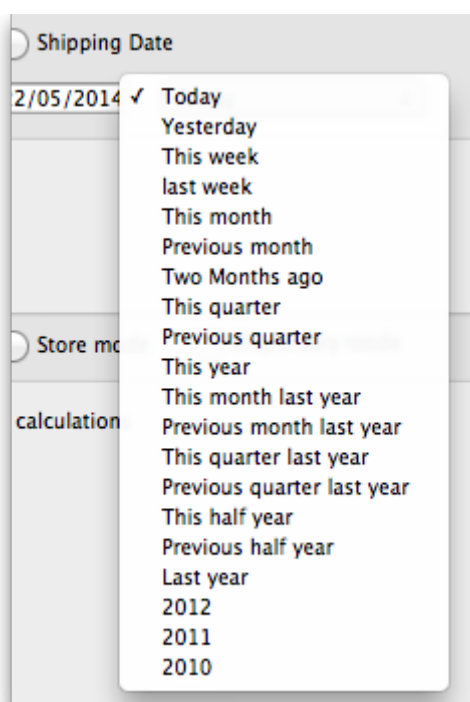 Shipping Date
2/05/2014 ✓ Today
Yesterday
This week
last week
This month
Previous month
Two Months ago
This quarter
Store mo
Previous quarter
This year
This month last year
calculation
Previous month last year
This quarter last year
Previous quarter last year
This half year
Previous half year
Last year
2012
2011
2010